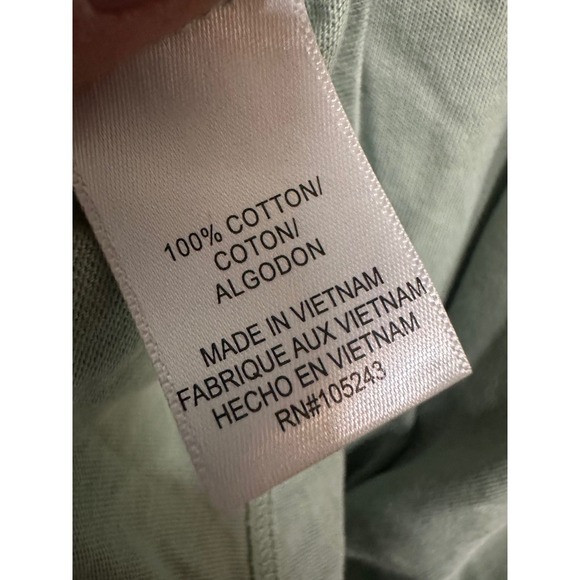 100% COTTON/
COTON/
ALGODON
MADE IN VIETNAM
FABRIQUE AUX VIETNAM
HECHO EN VIETNAM
RN#105243